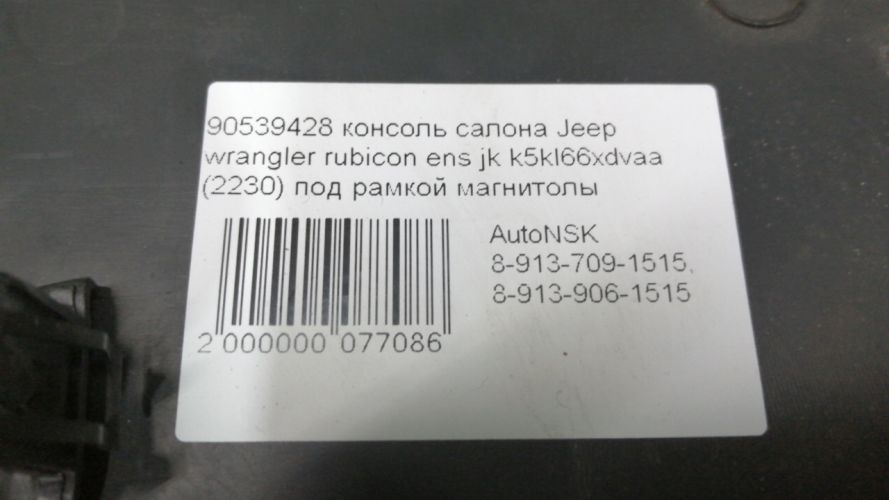 90539428 консоль салона Jeep
wrangler rubicon ens jk k5kl66xdvaa
(2230) под рамкой магнитолы
AutoNSK
8-913-709-1515,
8-913-906-1515
2 000000 077086